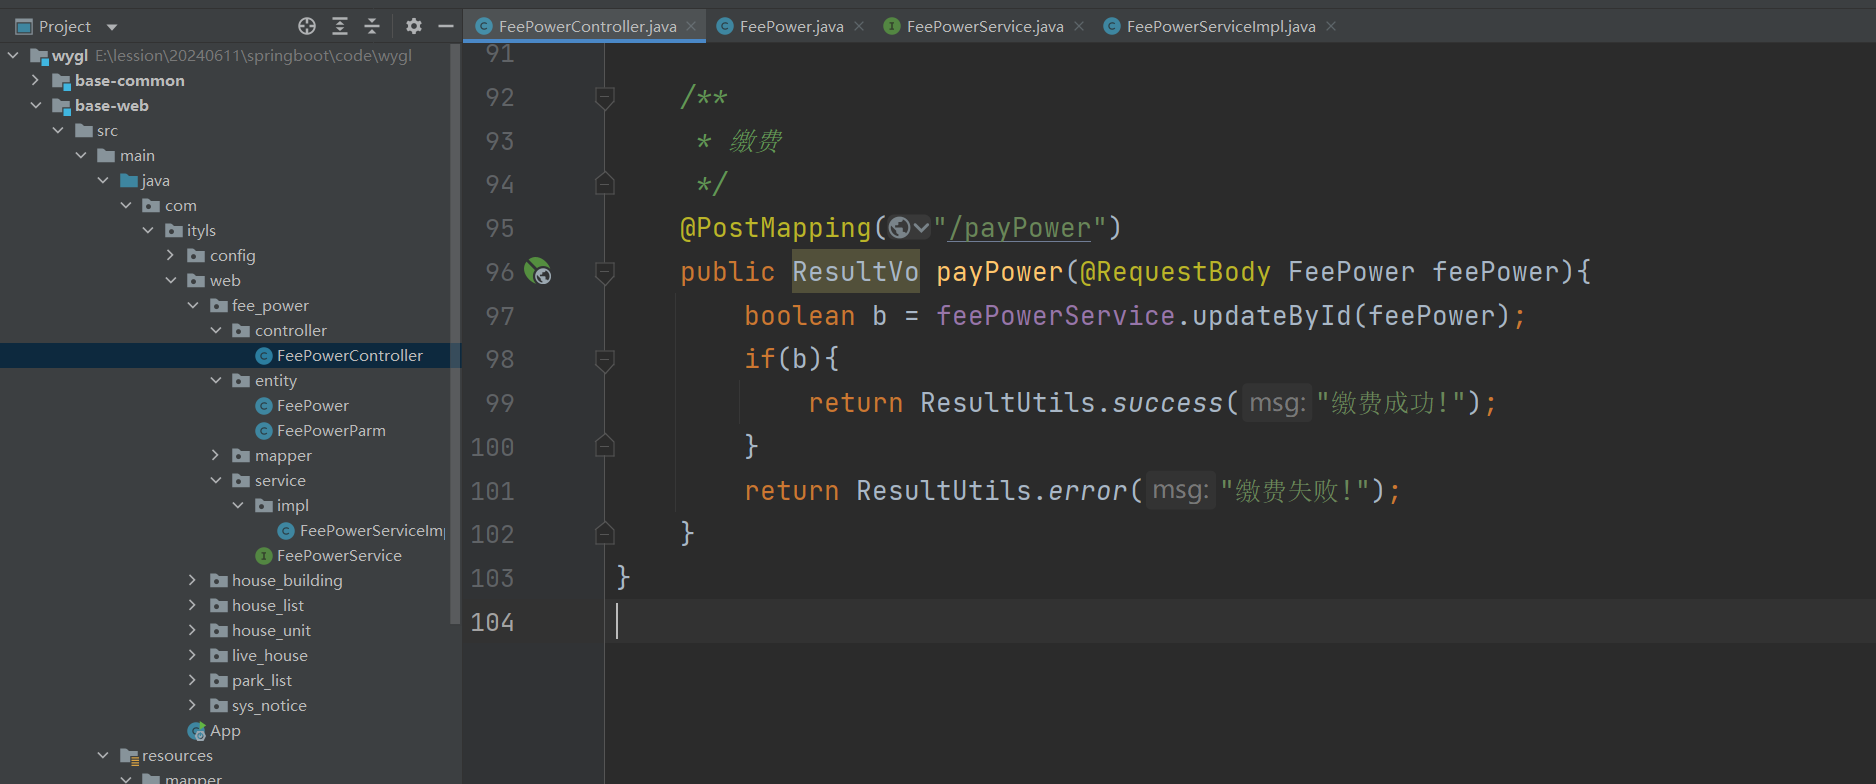 Project
FeePowerController.java
FeePower.java
FeePowerService.java
FeePowerServiceImpl.java
wygl E:\lession\20240611\springboot\code\wygl
base-common
base-web
src
main
java
com
ityls
config
web
fee_power
controller
FeePowerController
entity
FeePower
FeePowerParm
mapper
service
impl
FeePowerServiceImp
FeePowerService
house_building
house_list
house_unit
live_house
park_list
sys_notice
App
resources
mapper
91
92 /**
93 * 缴费
94 */
95 @PostMapping("/payPower")
96 public ResultVo payPower(@RequestBody FeePower feePower){
97 boolean b = feePowerService.updateById(feePower);
98 if(b){
99 return ResultUtils.success( msg: "缴费成功!");
100 }
101 return ResultUtils.error( msg: "缴费失败!");
102 }
103 }
104